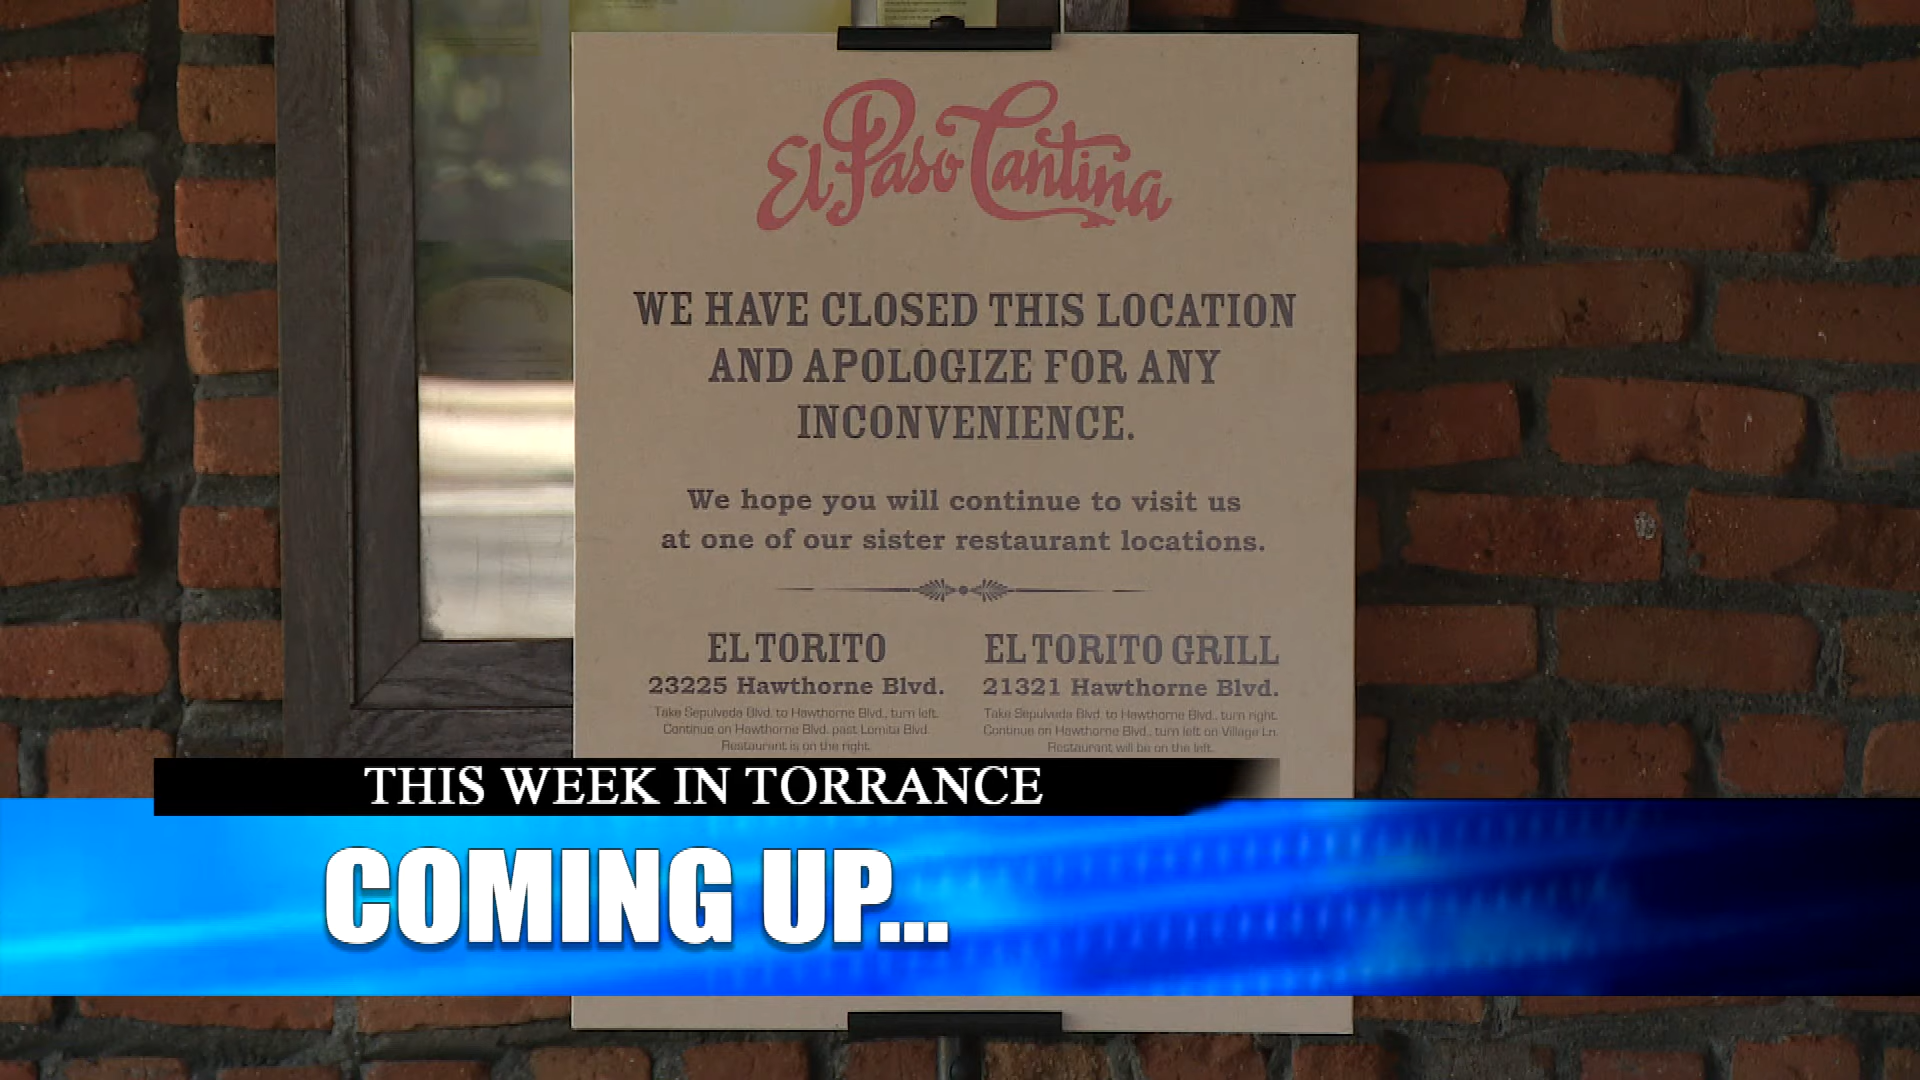 El Paso Cantina
WE HAVE CLOSED THIS LOCATION
AND APOLOGIZE FOR ANY
INCONVENIENCE.
We hope you will continue to visit us
at one of our sister restaurant locations.
EL TORITO
23225 Hawthorne Blvd.
Take Sepulveda Blvd. to Hawthorne Blvd., turn left.
Continue on Hawthorne Blvd. past Lomita Blvd.
Restaurant is on the right.
EL TORITO GRILL
21321 Hawthorne Blvd.
Take Sepulveda Blvd. to Hawthorne Blvd., turn right.
Continue on Hawthorne Blvd., turn left on Village Ln.
Restaurant will be on the left.
THIS WEEK IN TORRANCE
COMING UP...